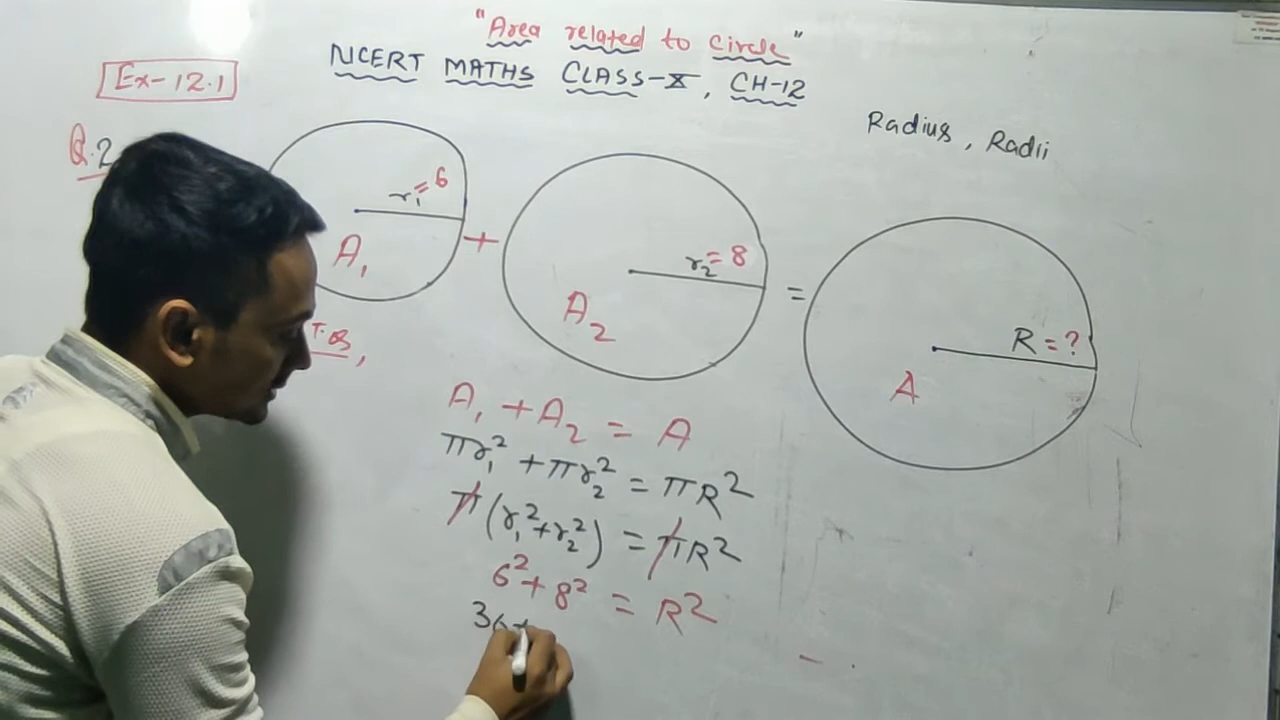 "Area related to Circle"
NCERT MATHS CLASS-X, CH-12
Ex-12.1
Radius, Radii
Q.2
r₁=6
A₁
+
r₂=8
A₂
=
R=?
A
A₁+A₂=A
πr₁²+πr₂²=πR²
π(r₁²+r₂²)=πR²
6²+8²=R²
36+